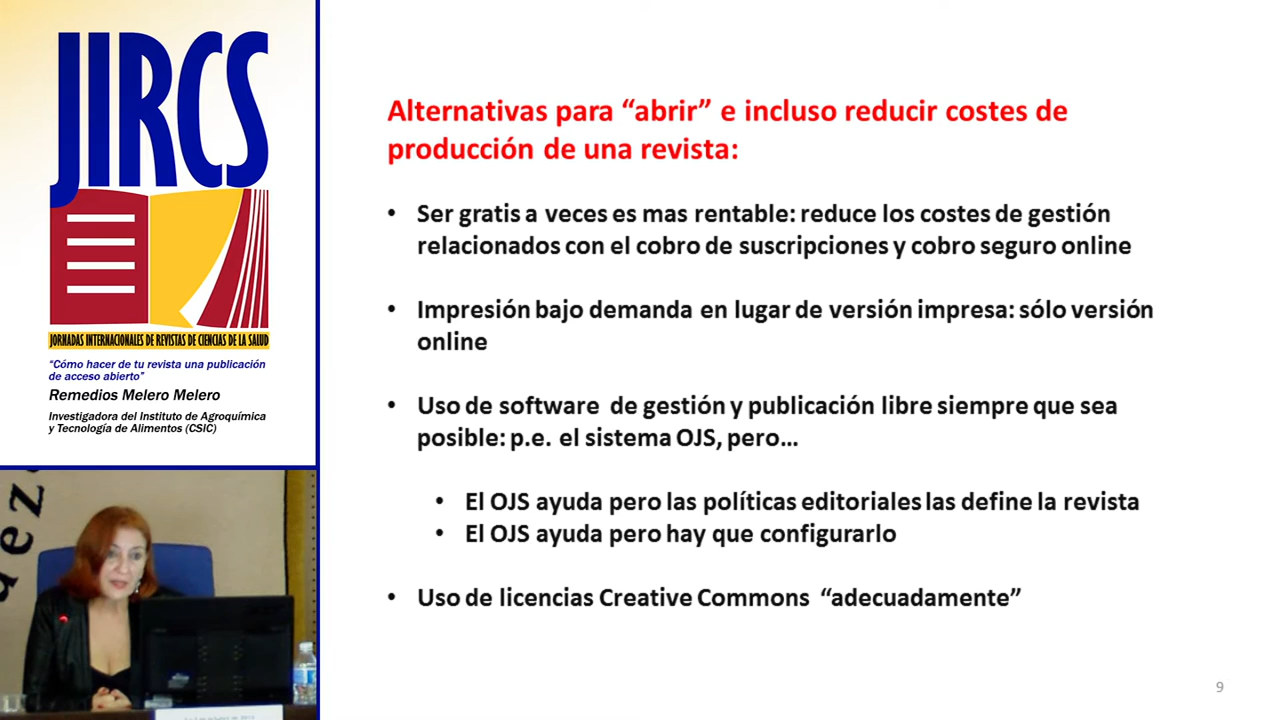 JIRCS
JORNADAS INTERNACIONALES DE REVISTAS DE CIENCIAS DE LA SALUD
“Cómo hacer de tu revista una publicación
de acceso abierto”
Remedios Melero Melero
Investigadora del Instituto de Agroquímica
y Tecnología de Alimentos (CSIC)
Alternativas para “abrir” e incluso reducir costes de
producción de una revista:
• Ser gratis a veces es mas rentable: reduce los costes de gestión
relacionados con el cobro de suscripciones y cobro seguro online
• Impresión bajo demanda en lugar de versión impresa: sólo versión
online
• Uso de software de gestión y publicación libre siempre que sea
posible: p.e. el sistema OJS, pero...
• El OJS ayuda pero las políticas editoriales las define la revista
• El OJS ayuda pero hay que configurarlo
• Uso de licencias Creative Commons “adecuadamente”
9